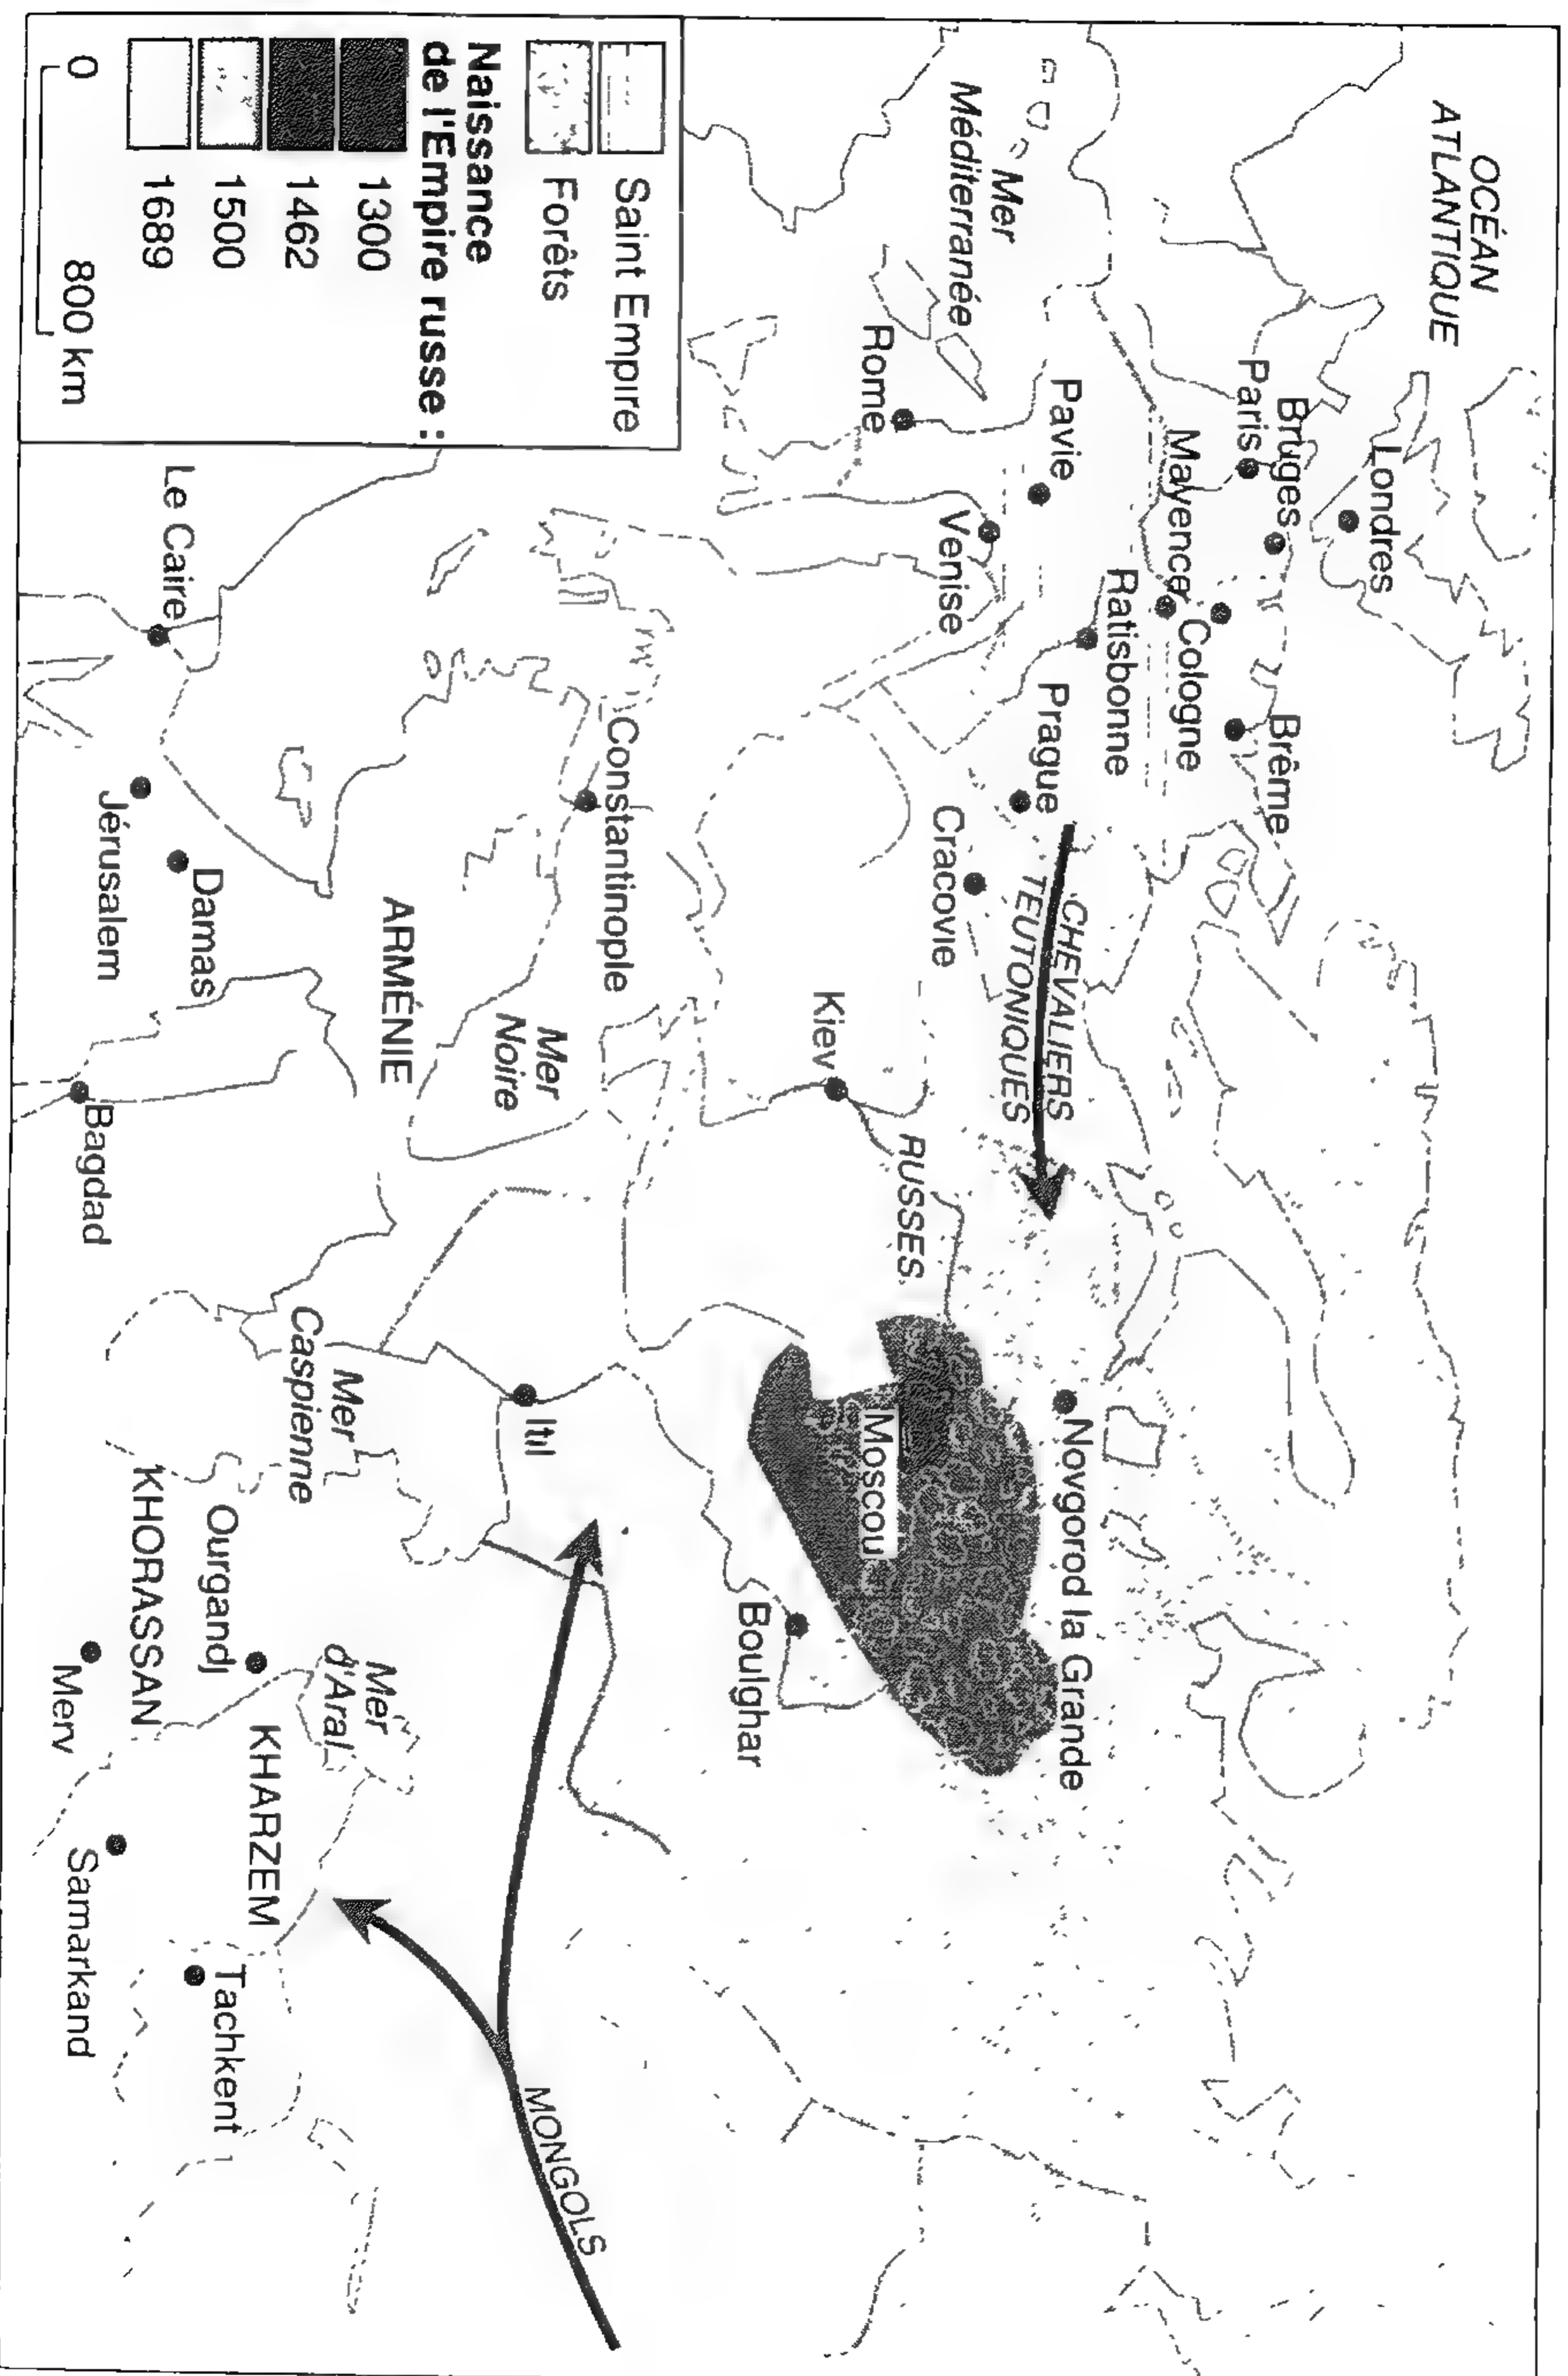 OCÉAN
ATLANTIQUE
Londres
Bruges
Paris
Brême
Cologne
Mayence
Ratisbonne
Prague
Pavie
Venise
Cracovie
CHEVALIERS
TEUTONIQUES
Mer
Méditerranée
Rome
Novgorod la Grande
RUSSES
Moscou
Kiev
Boulghar
Constantinople
Mer
Noire
Itil
ARMÉNIE
MONGOLS
Mer
Caspienne
Mer
d'Aral
Ourgandj
KHARZEM
KHORASSAN
Tachkent
Merv
Samarkand
Le Caire
Damas
Jérusalem
Bagdad
Saint Empire
Forêts
Naissance
de l'Empire russe :
1300
1462
1500
1689
0 800 km